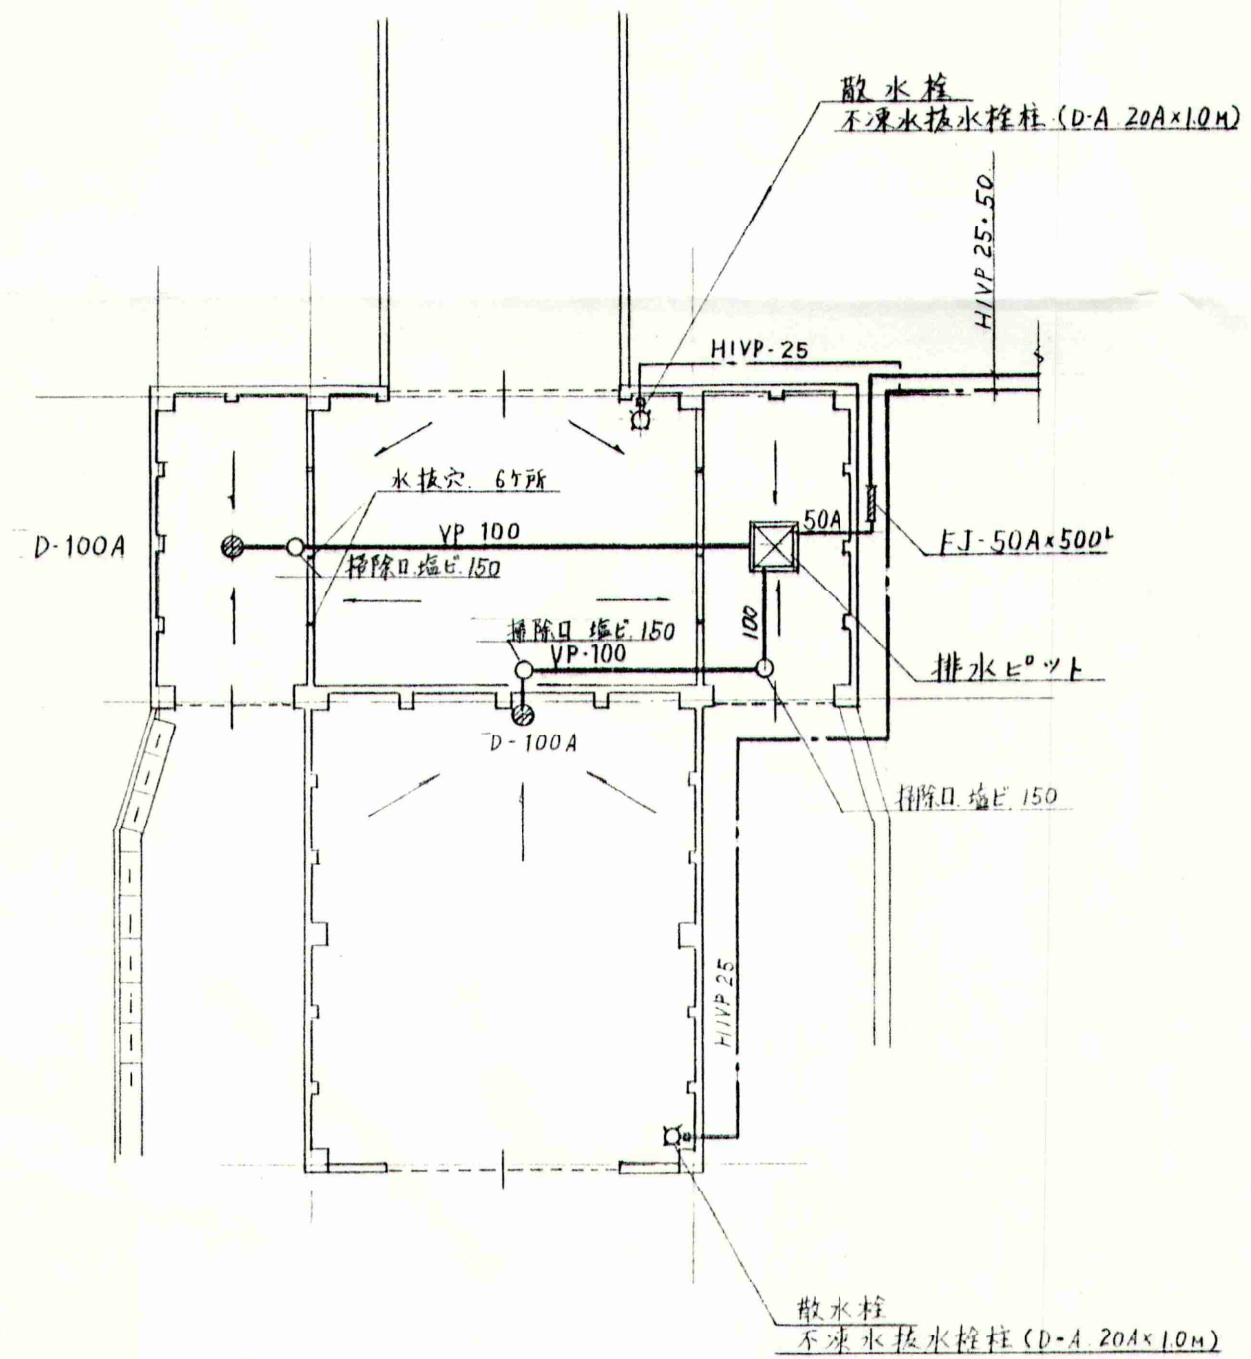 散水栓
不凍水抜水栓柱 (D-A 20A×1.0M)
HIVP 25・50
HIVP-25
水抜穴. 6ケ所
50A
D-100A
VP 100
FJ-50A×500L
掃除口.塩ビ.150
掃除口 塩ビ.150
100
VP・100
排水ピット
D-100A
掃除口.塩ビ.150
HIVP 25
散水栓
不凍水抜水栓柱 (D-A. 20A×1.0M)